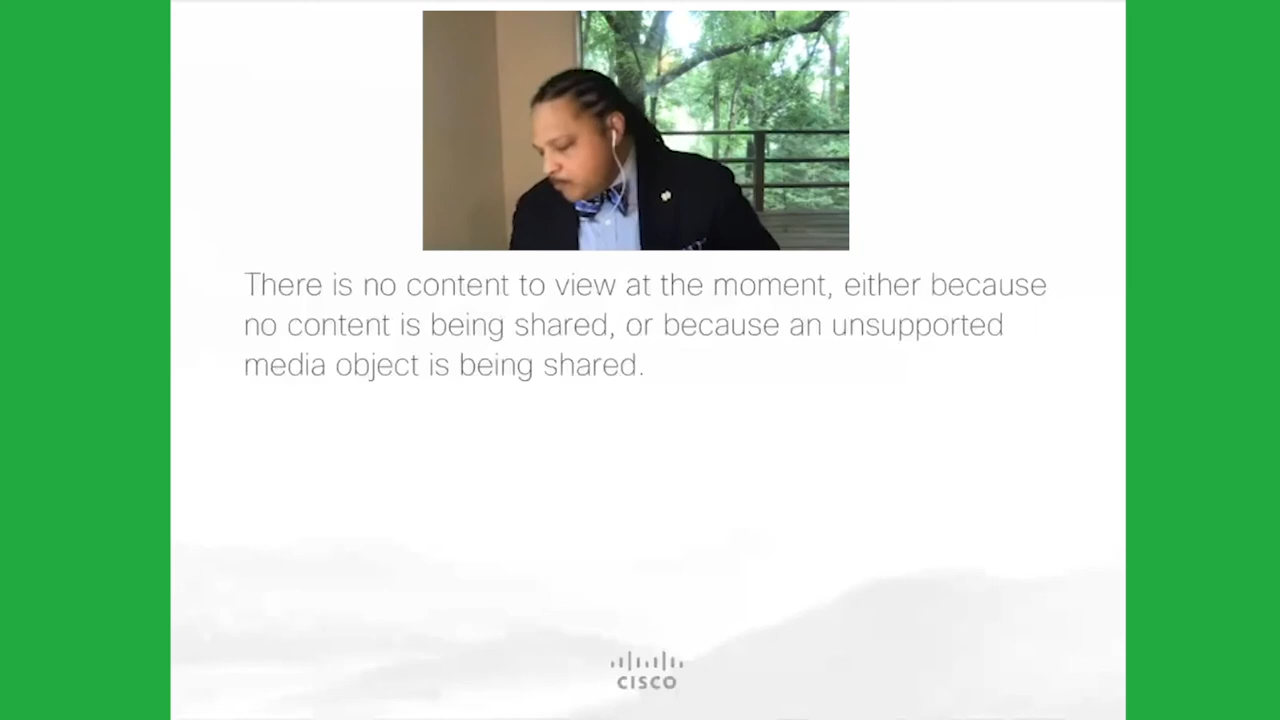 There is no content to view at the moment, either because
no content is being shared, or because an unsupported
media object is being shared.
CISCO